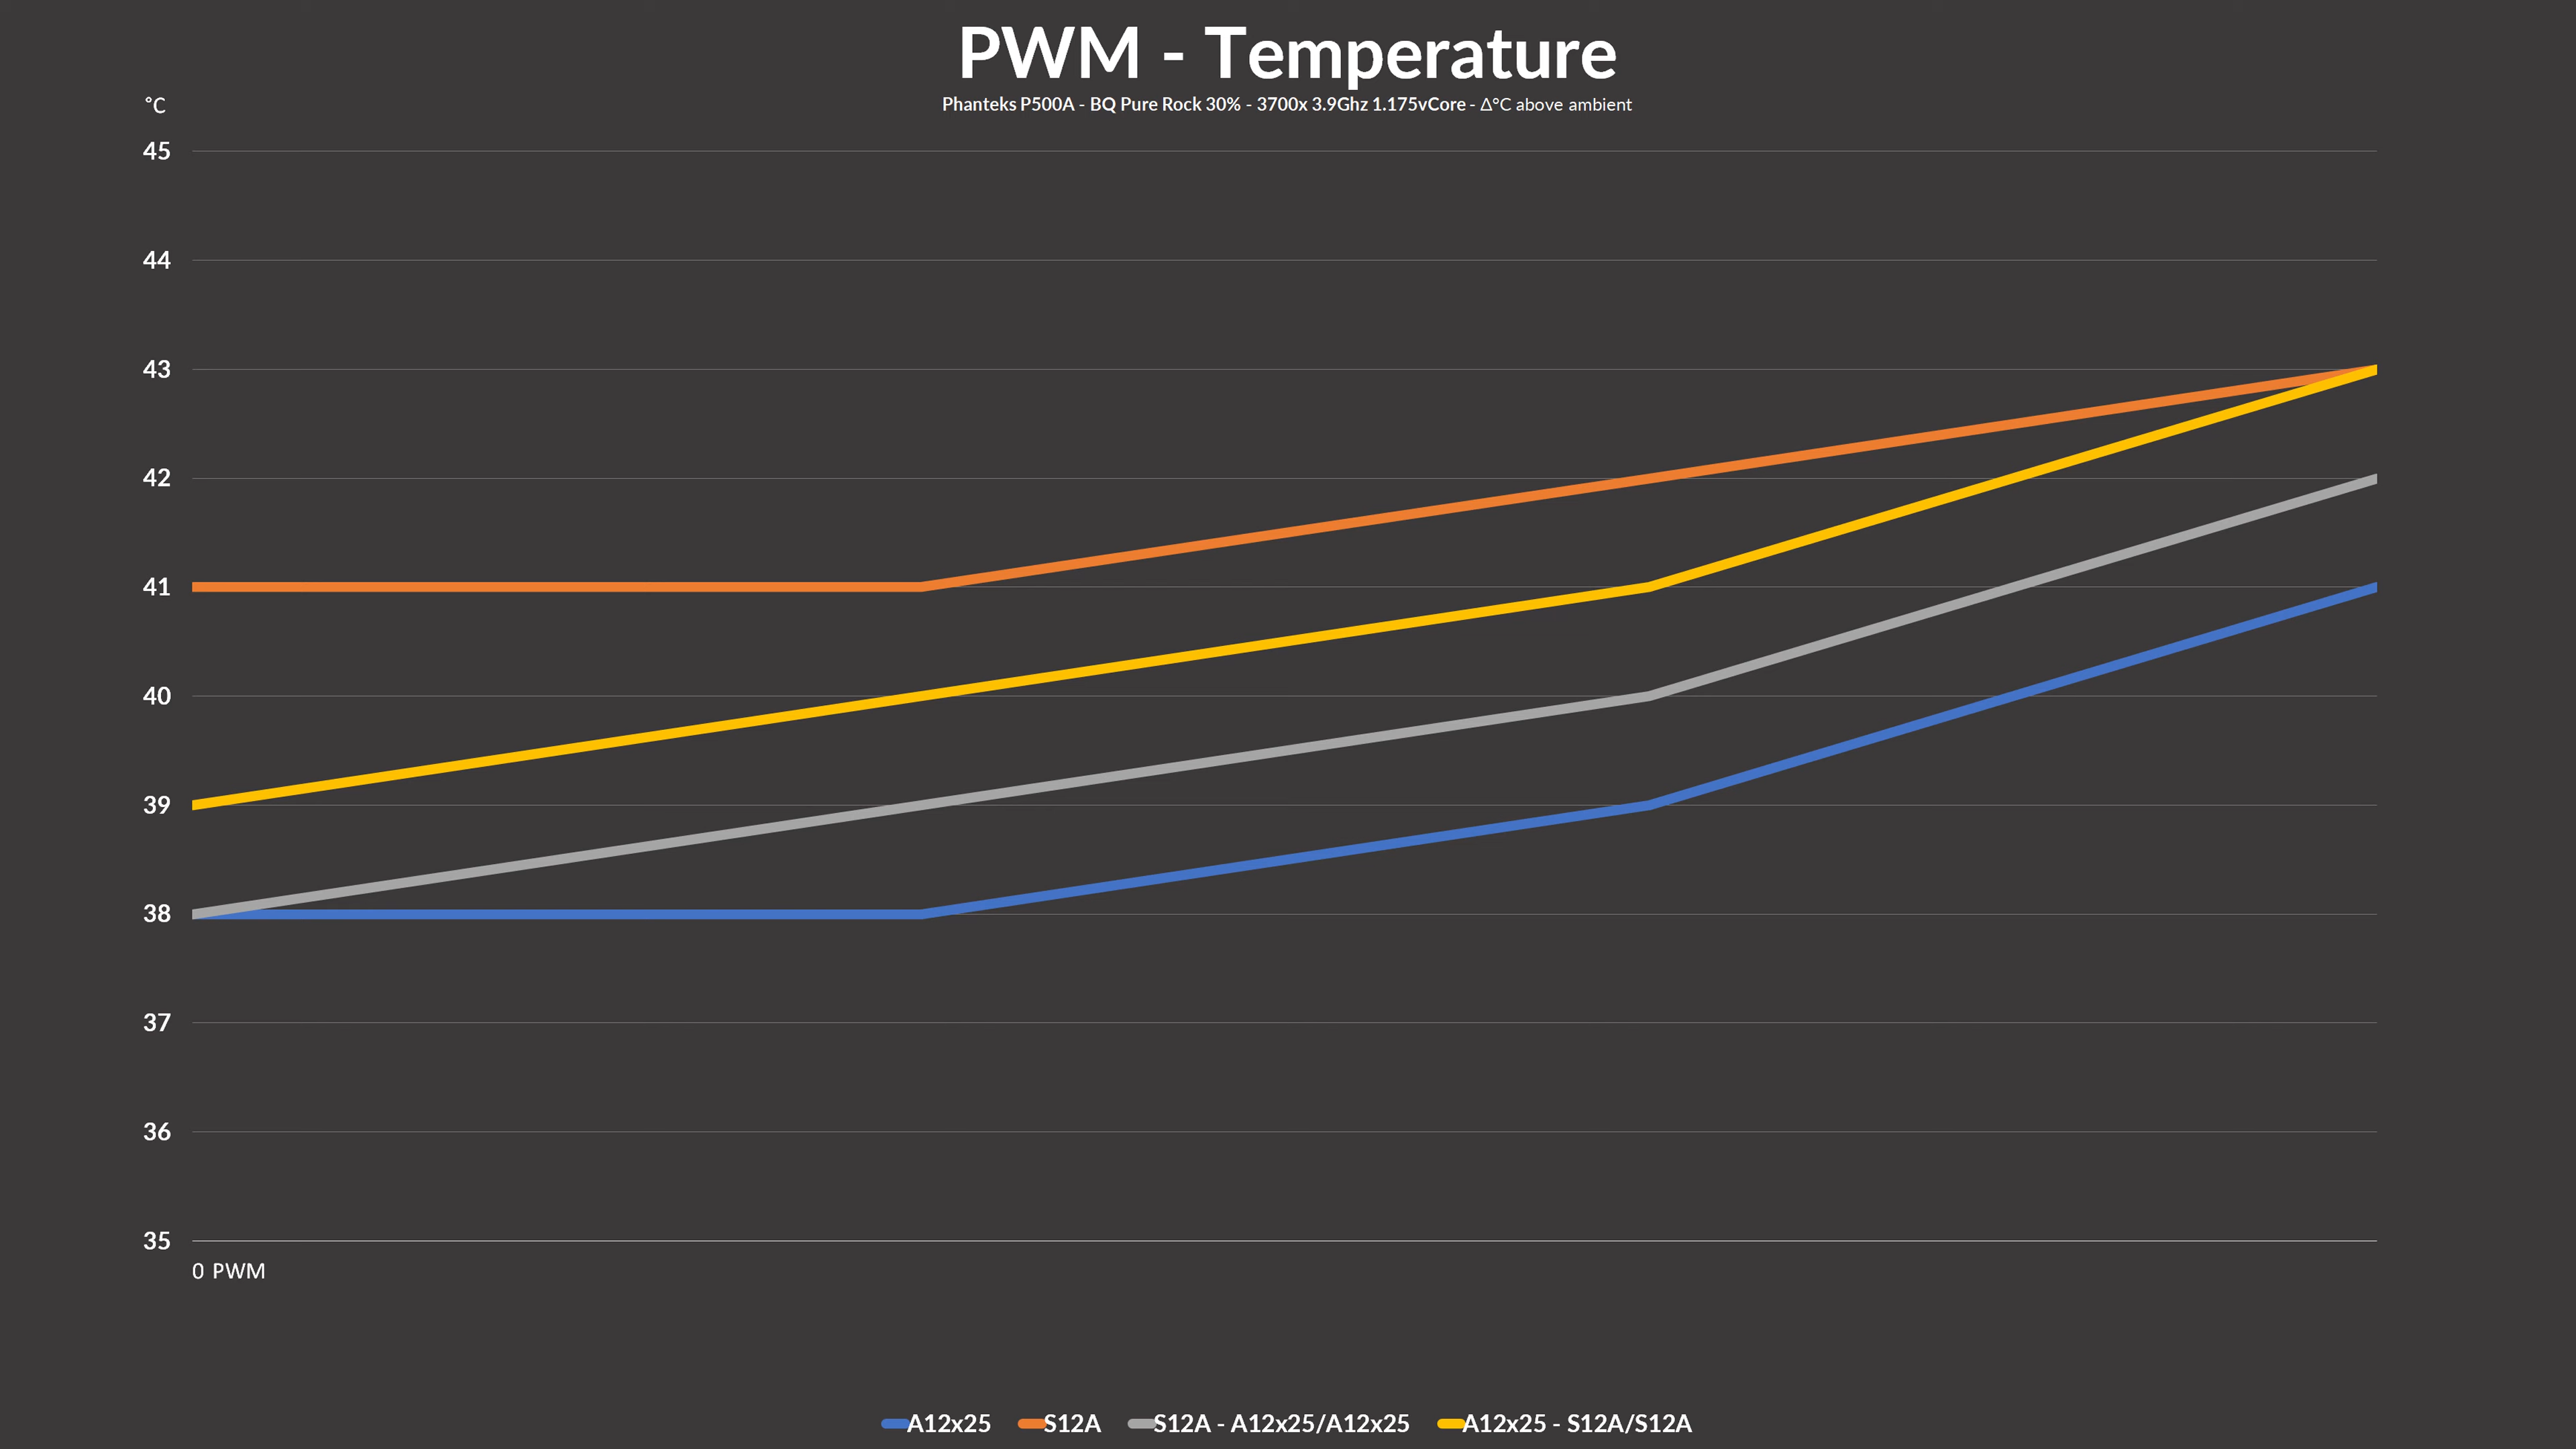 PWM - Temperature
Phanteks P500A - BQ Pure Rock 30% - 3700x 3.9Ghz 1.175vCore - Δ°C above ambient
°C
45
44
43
42
41
40
39
38
37
36
35
0 PWM
A12x25 S12A S12A - A12x25/A12x25 A12x25 - S12A/S12A